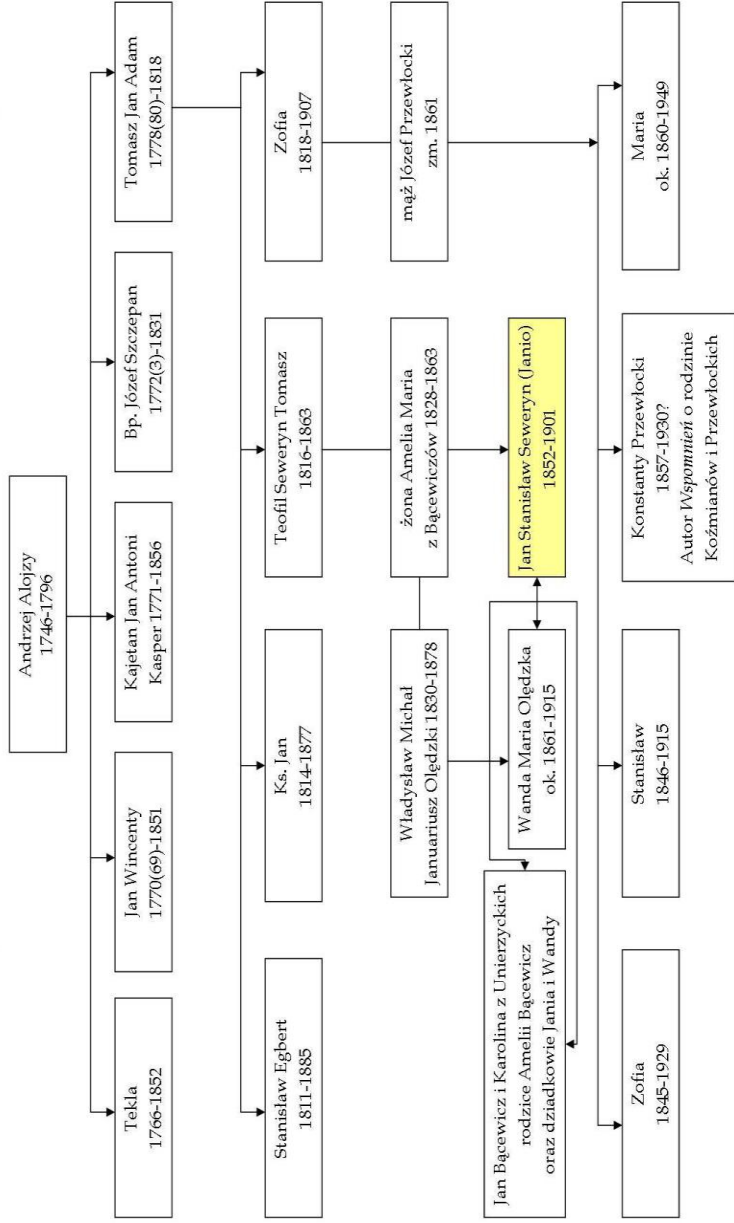 Andrzej Alojzy
1746-1796
Tekla
1766-1852
Jan Wincenty
1770(69)-1851
Kajetan Jan Antoni
Kasper 1771-1856
Bp. Józef Szczepan
1772(3)-1831
Tomasz Jan Adam
1778(80)-1818
Stanisław Egbert
1811-1885
Ks. Jan
1814-1877
Teofil Seweryn Tomasz
1816-1863
Zofia
1818-1907
Władysław Michał
Januariusz Olędzki 1830-1878
żona Amelia Maria
z Bącewiczów 1828-1863
mąż Józef Przewłocki
zm. 1861
Jan Bącewicz i Karolina z Unierzyckich
rodzice Amelii Bącewicz
oraz dziadkowie Jania i Wandy
Wanda Maria Olędzka
ok. 1861-1915
Jan Stanisław Seweryn (Janio)
1852-1901
Zofia
1845-1929
Stanisław
1846-1915
Konstanty Przewłocki
1857-1930?
Autor Wspomnień o rodzinie
Koźmianów i Przewłockich
Maria
ok. 1860-1949